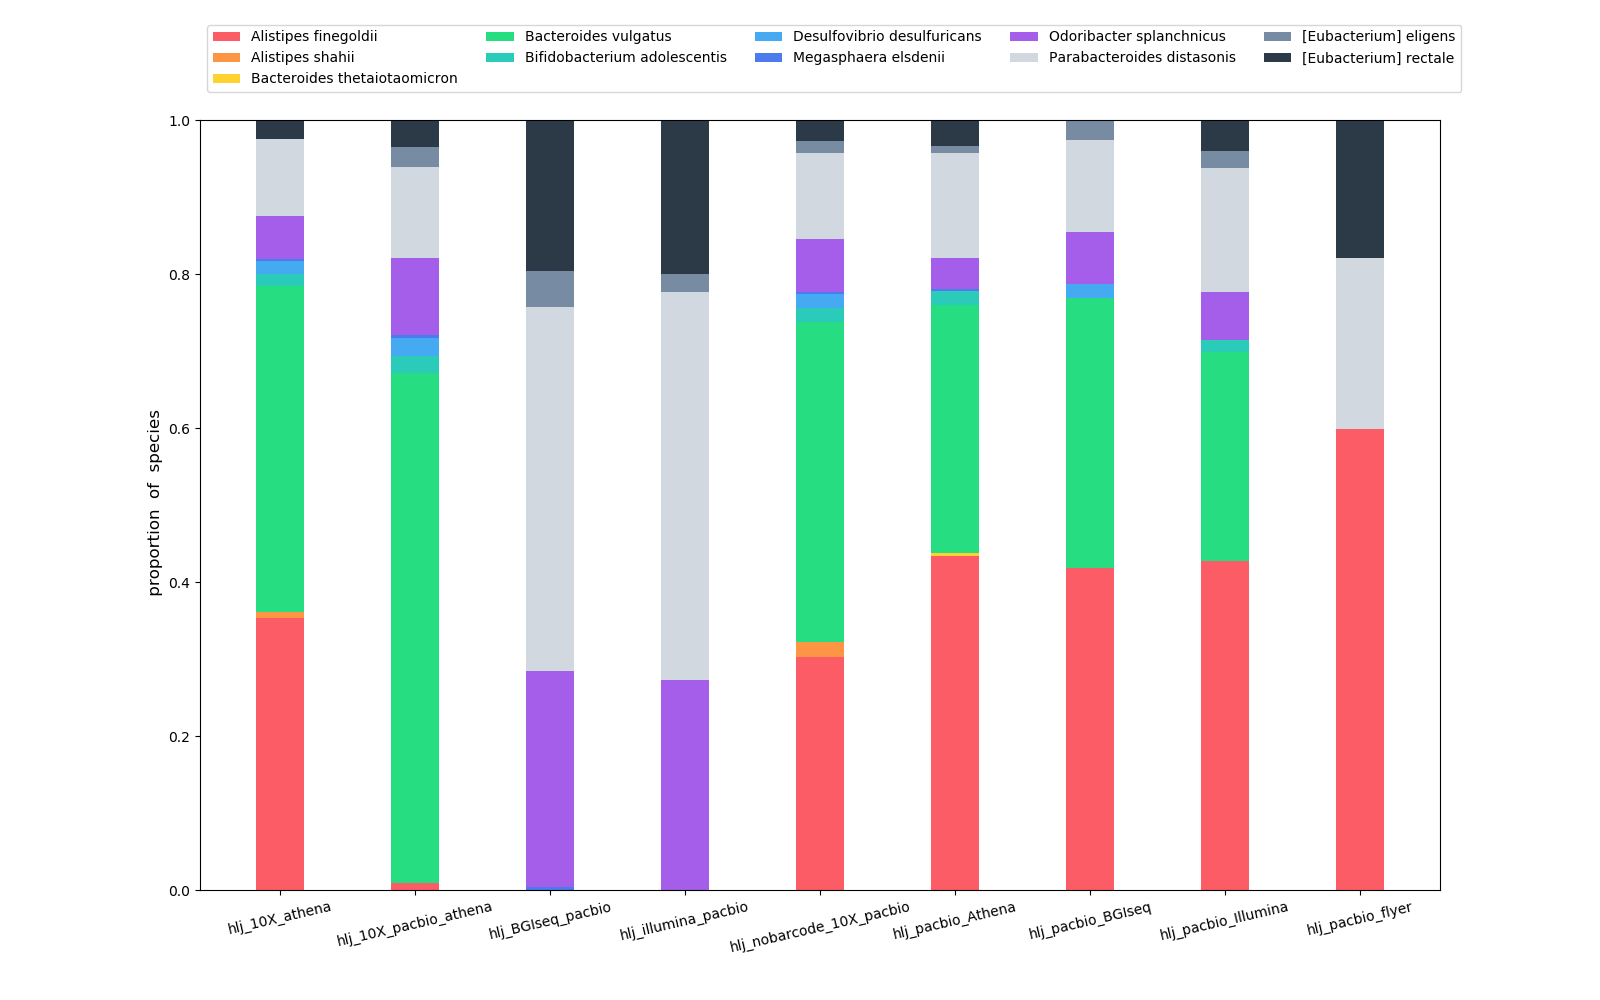 Alistipes finegoldii
Alistipes shahii
Bacteroides thetaiotaomicron
Bacteroides vulgatus
Bifidobacterium adolescentis
Desulfovibrio desulfuricans
Megasphaera elsdenii
Odoribacter splanchnicus
Parabacteroides distasonis
[Eubacterium] eligens
[Eubacterium] rectale
proportion of species
1.0
0.8
0.6
0.4
0.2
0.0
hlj_10X_athena
hlj_10X_pacbio_athena
hlj_BGIseq_pacbio
hlj_illumina_pacbio
hlj_nobarcode_10X_pacbio
hlj_pacbio_Athena
hlj_pacbio_BGIseq
hlj_pacbio_Illumina
hlj_pacbio_flyer